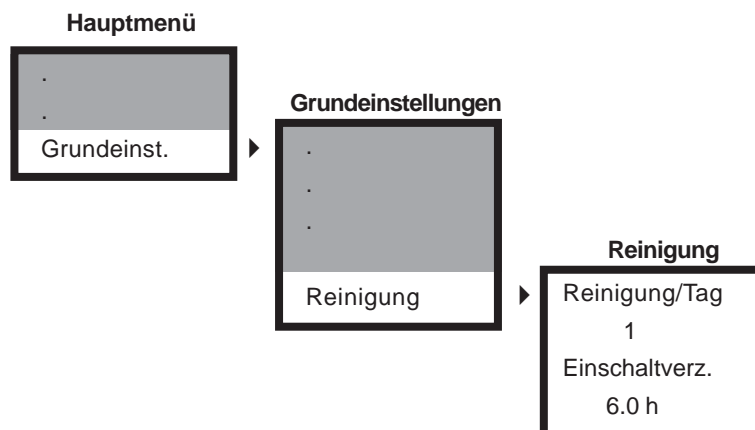 Hauptmenü
.
.
Grundeinst.
Grundeinstellungen
.
.
.
Reinigung
Reinigung
Reinigung/Tag
1
Einschaltverz.
6.0 h